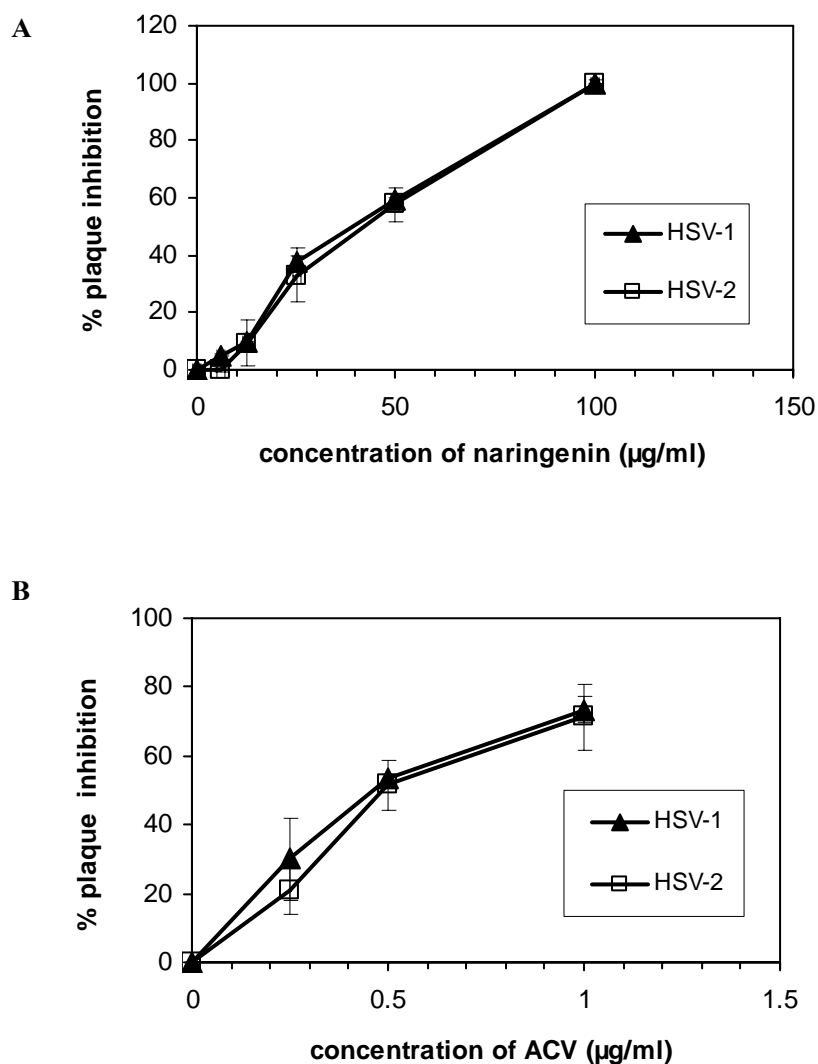 A
% plaque inhibition
120
100
80
60
40
20
0
HSV-1
HSV-2
0 50 100 150
concentration of naringenin (µg/ml)
B
% plaque inhibition
100
80
60
40
20
0
HSV-1
HSV-2
0 0.5 1 1.5
concentration of ACV (µg/ml)